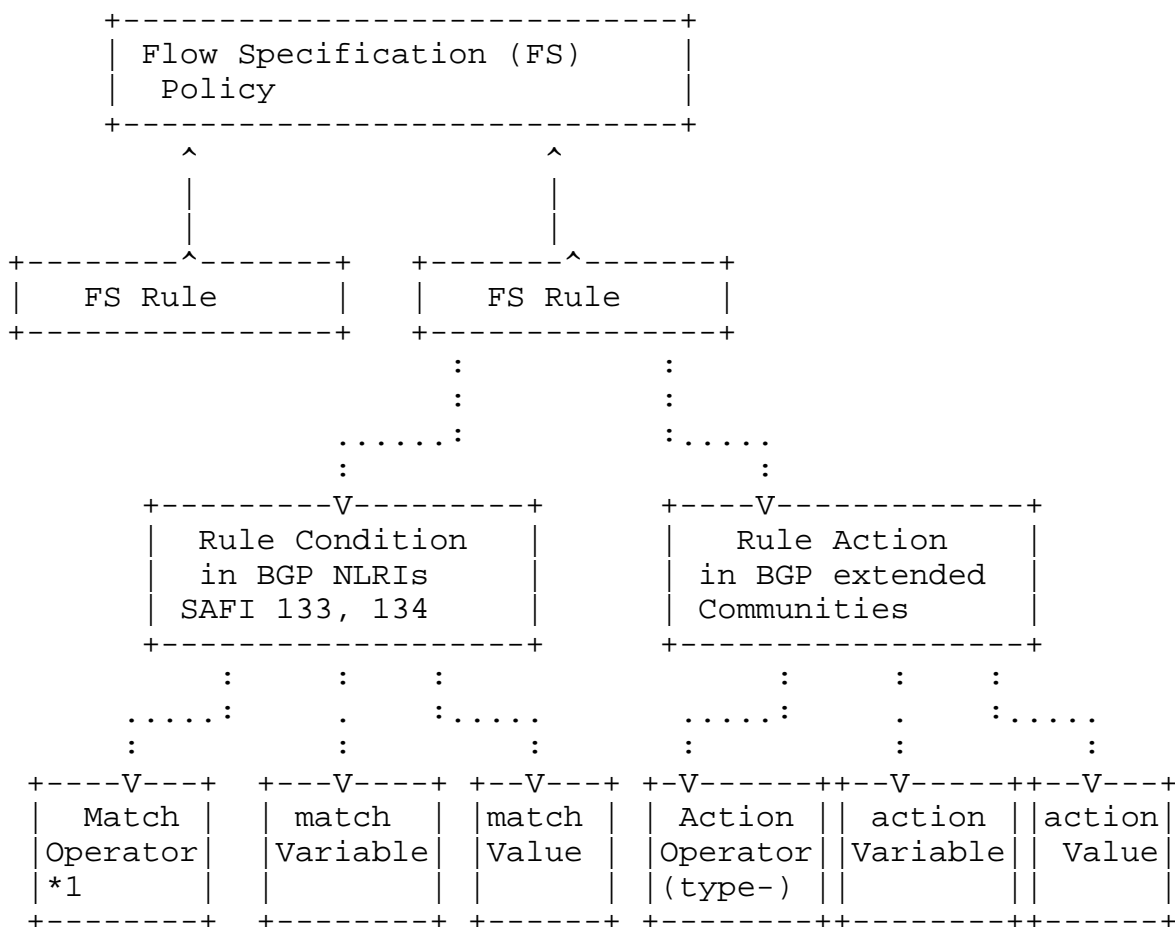 Flow Specification (FS)
Policy
FS Rule
FS Rule
Rule Condition
in BGP NLRIs
SAFI 133, 134
Rule Action
in BGP extended
Communities
Match
Operator
*1
match
Variable
match
Value
Action
Operator
(type-)
action
Variable
action
Value